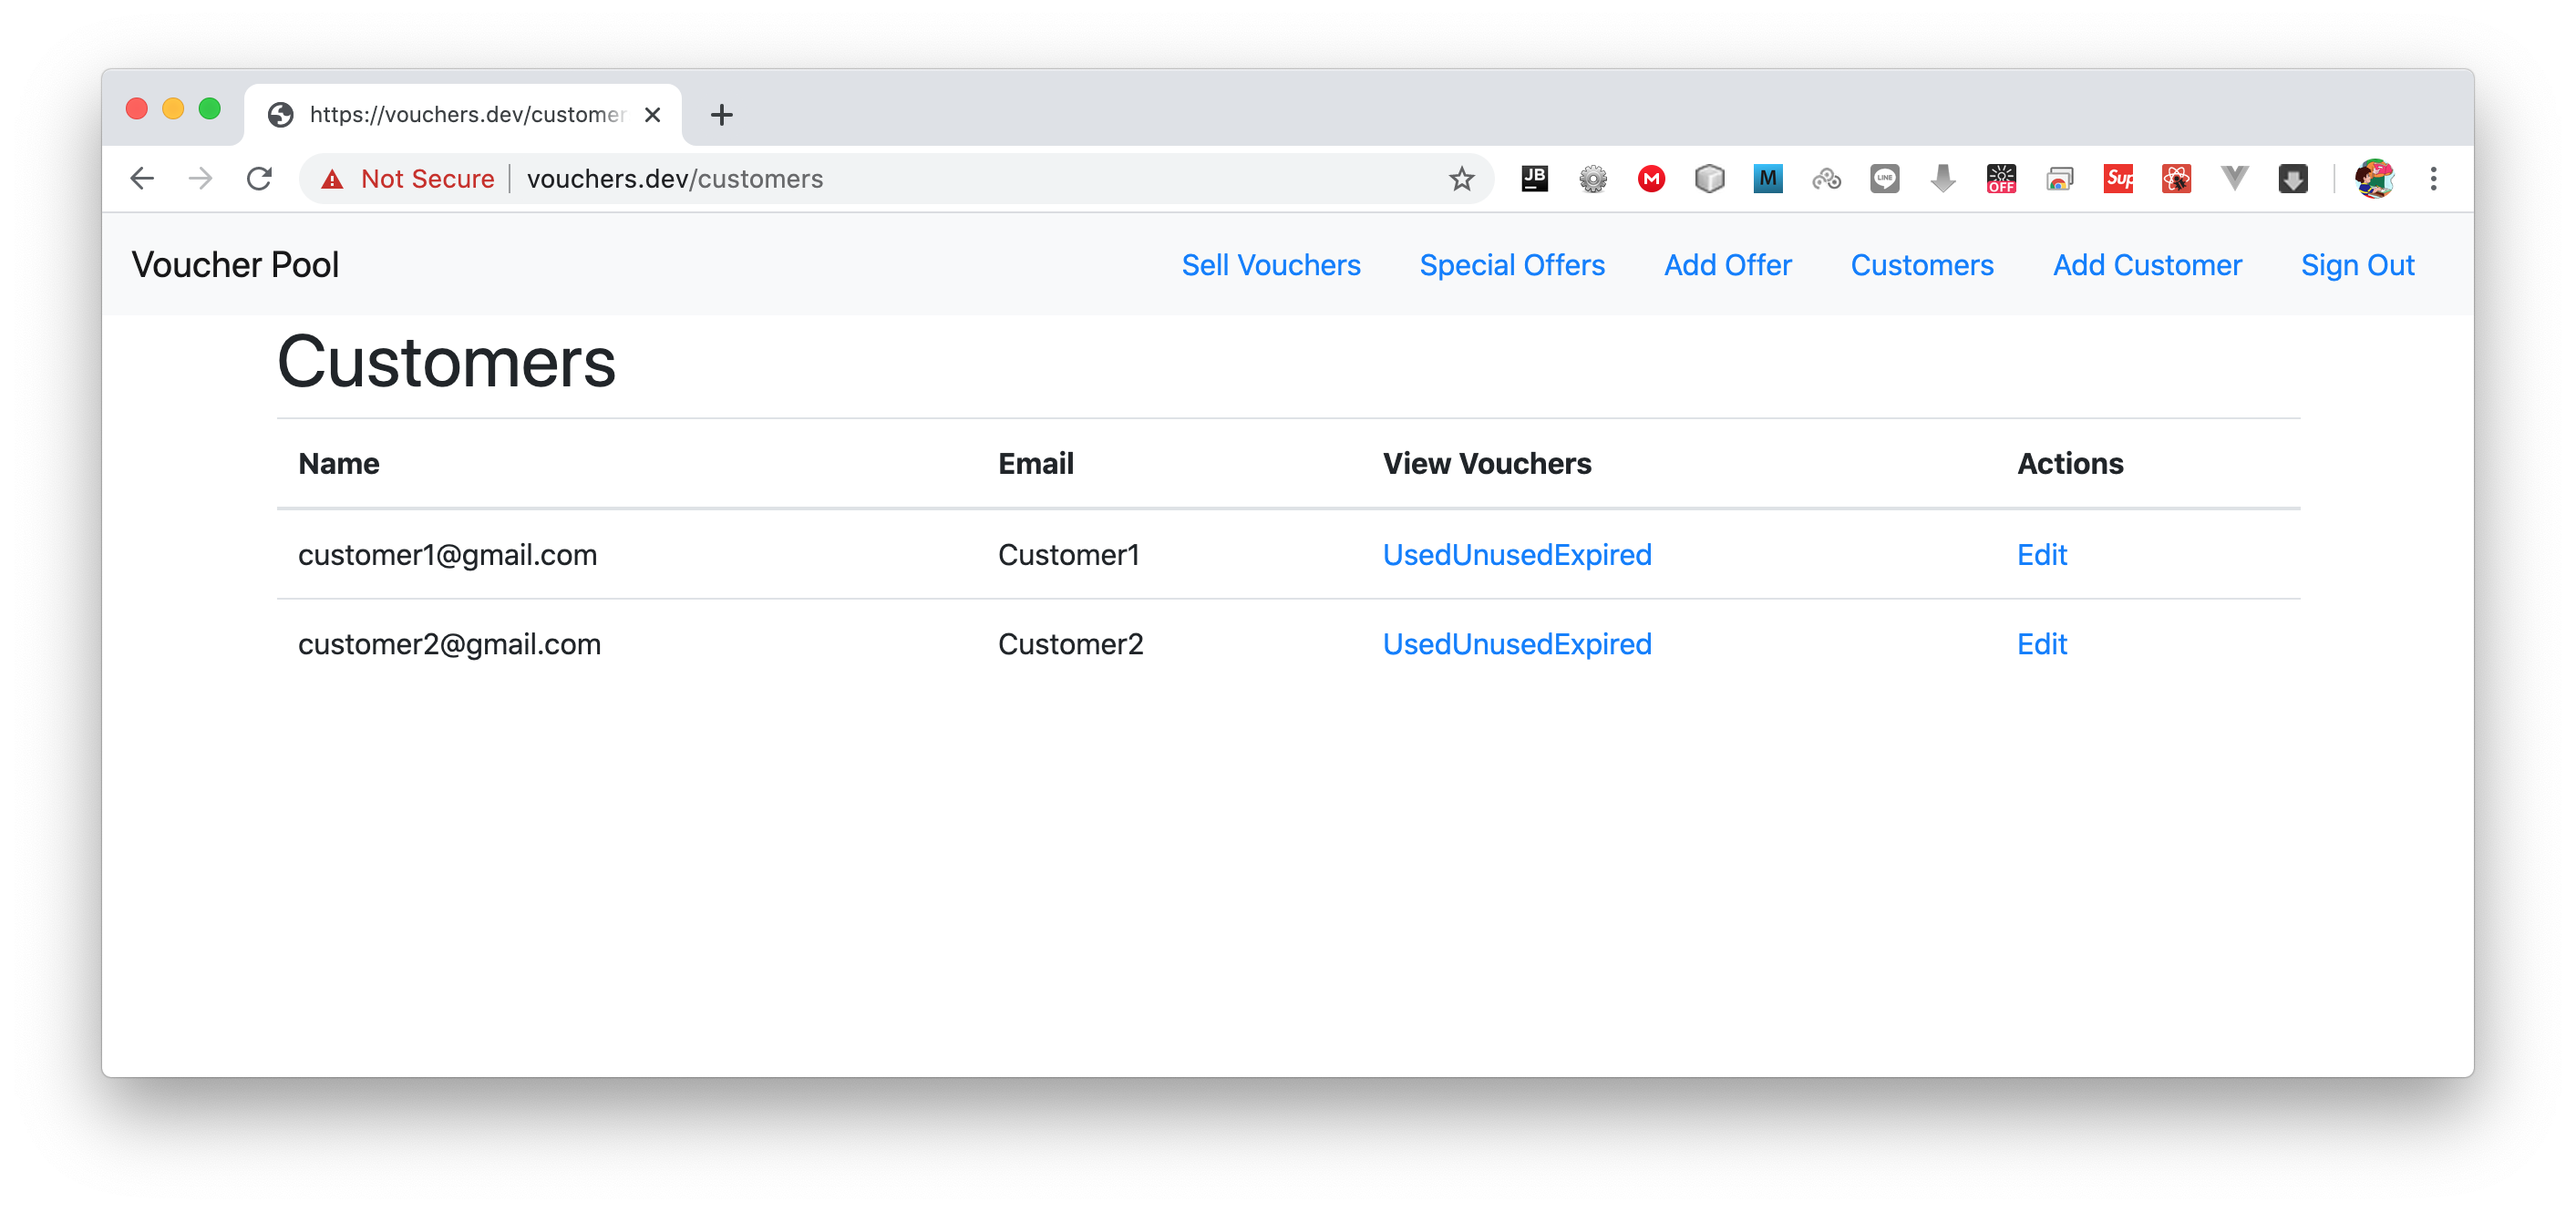 https://vouchers.dev/customer
Not Secure | vouchers.dev/customers
JB M M LINE OFF Sup
Voucher Pool Sell Vouchers Special Offers Add Offer Customers Add Customer Sign Out
Customers
Name Email View Vouchers Actions
customer1@gmail.com Customer1 UsedUnusedExpired Edit
customer2@gmail.com Customer2 UsedUnusedExpired Edit